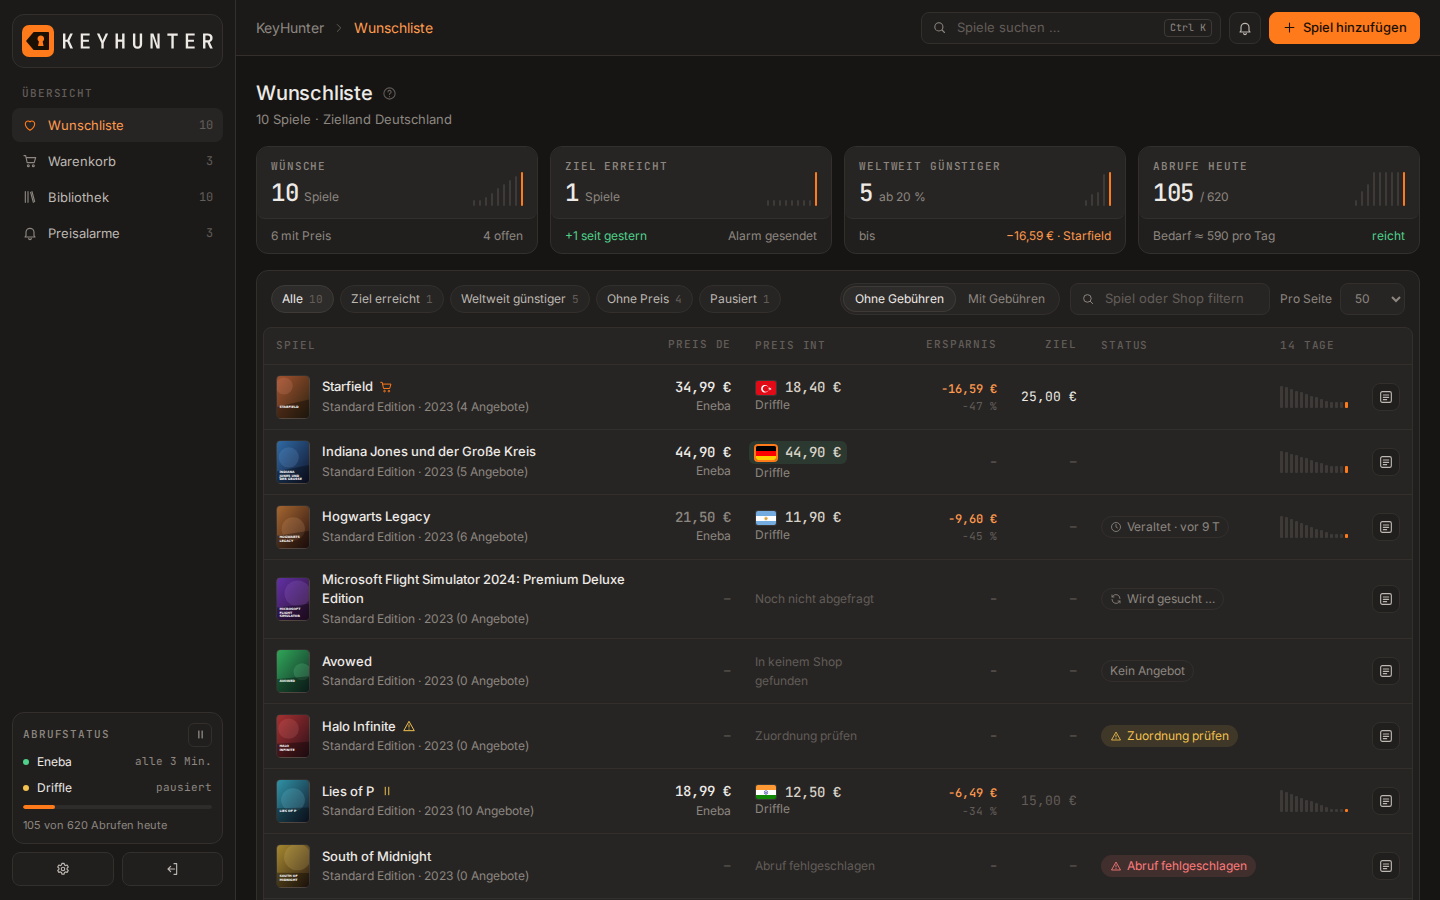 KEYHUNTER
KeyHunter
Wunschliste
Spiele suchen ...
Ctrl K
Spiel hinzufügen
ÜBERSICHT
Wunschliste 10
Warenkorb 3
Bibliothek 10
Preisalarme 3
Wunschliste
10 Spiele · Zielland Deutschland
WÜNSCHE
10 Spiele
6 mit Preis 4 offen
ZIEL ERREICHT
1 Spiele
+1 seit gestern Alarm gesendet
WELTWEIT GÜNSTIGER
5 ab 20 %
bis −16,59 € · Starfield
ABRUFE HEUTE
105 / 620
Bedarf ≈ 590 pro Tag reicht
Alle 10 Ziel erreicht 1 Weltweit günstiger 5 Ohne Preis 4 Pausiert 1
Ohne Gebühren Mit Gebühren
Spiel oder Shop filtern
Pro Seite 50
SPIEL PREIS DE PREIS INT ERSPARNIS ZIEL STATUS 14 TAGE
Starfield 34,99 € 18,40 € -16,59 € 25,00 €
Standard Edition · 2023 (4 Angebote) Eneba Driffle -47 %
Indiana Jones und der Große Kreis 44,90 € 44,90 € – –
Standard Edition · 2023 (5 Angebote) Eneba Driffle
Hogwarts Legacy 21,50 € 11,90 € -9,60 € – Veraltet · vor 9 T
Standard Edition · 2023 (6 Angebote) Eneba Driffle -45 %
Microsoft Flight Simulator 2024: Premium Deluxe
Edition
Standard Edition · 2023 (0 Angebote)
– Noch nicht abgefragt – – Wird gesucht ...
Avowed
Standard Edition · 2023 (0 Angebote)
– In keinem Shop
gefunden – – Kein Angebot
Halo Infinite
Standard Edition · 2023 (0 Angebote)
– Zuordnung prüfen – – Zuordnung prüfen
Lies of P 18,99 € 12,50 € -6,49 € 15,00 €
Standard Edition · 2023 (10 Angebote) Eneba Driffle -34 %
South of Midnight
Standard Edition · 2023 (0 Angebote)
– Abruf fehlgeschlagen – – Abruf fehlgeschlagen
ABRUFSTATUS
Eneba alle 3 Min.
Driffle pausiert
105 von 620 Abrufen heute